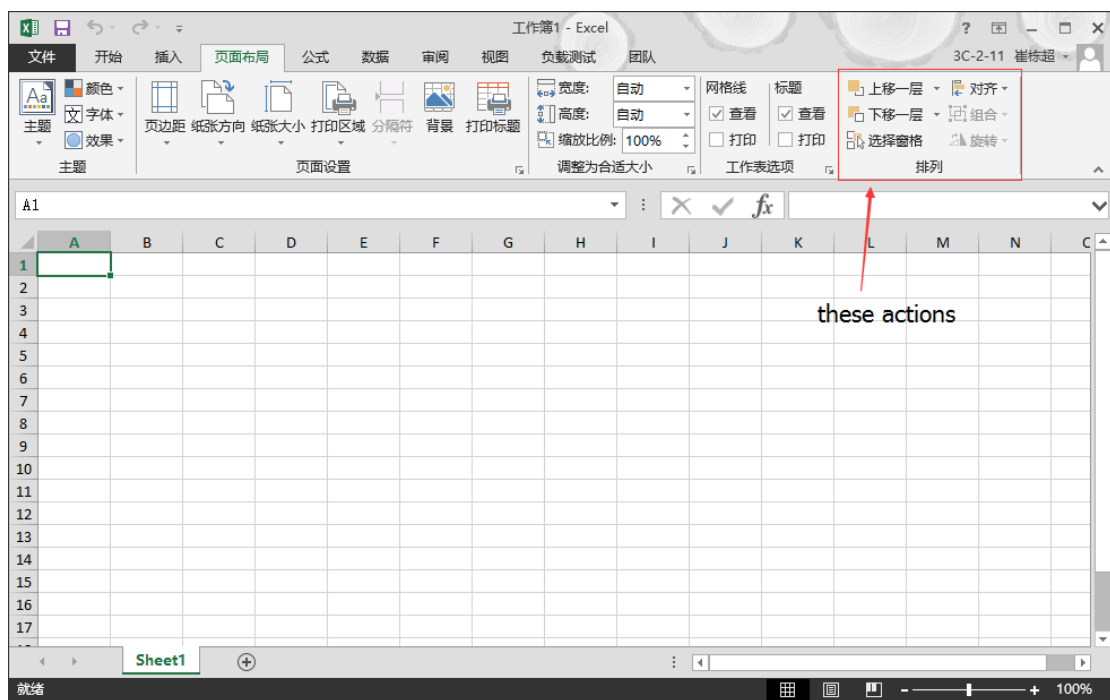 工作簿1 - Excel
?
文件 开始 插入 页面布局 公式 数据 审阅 视图 负载测试 团队 3C-2-11 崔栋超
Aa 主题
颜色
文字体
效果
主题
页边距 纸张方向 纸张大小 打印区域 分隔符 背景 打印标题
页面设置
宽度: 自动
高度: 自动
缩放比例: 100%
调整为合适大小
网格线 标题
查看 查看
打印 打印
工作表选项
上移一层 对齐
下移一层 组合
选择窗格 旋转
排列
A1 fx
A B C D E F G H I J K L M N
1
2
3
these actions
4
5
6
7
8
9
10
11
12
13
14
15
16
17
Sheet1
就绪 100%